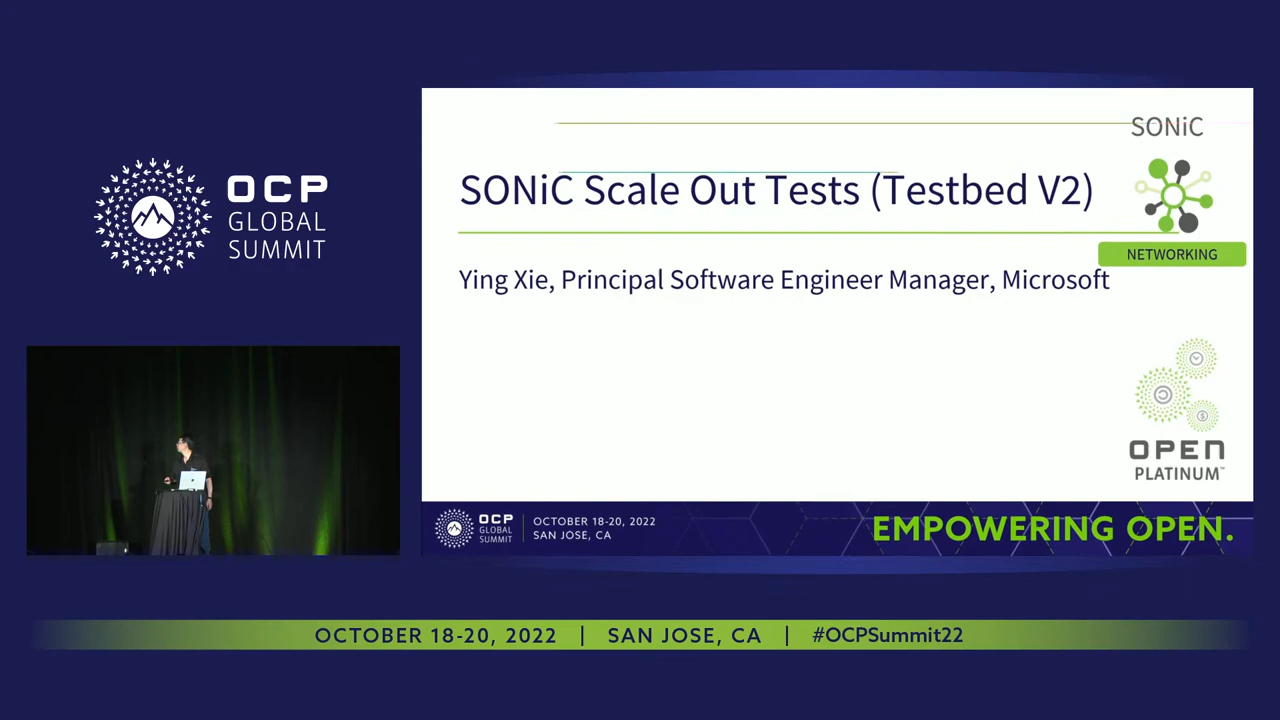 OCP
GLOBAL
SUMMIT
SONiC
SONiC Scale Out Tests (Testbed V2)
NETWORKING
Ying Xie, Principal Software Engineer Manager, Microsoft
OPEN
PLATINUM™
OCP
GLOBAL
SUMMIT
OCTOBER 18-20, 2022
SAN JOSE, CA
EMPOWERING OPEN.
OCTOBER 18-20, 2022 | SAN JOSE, CA | #OCPSummit22